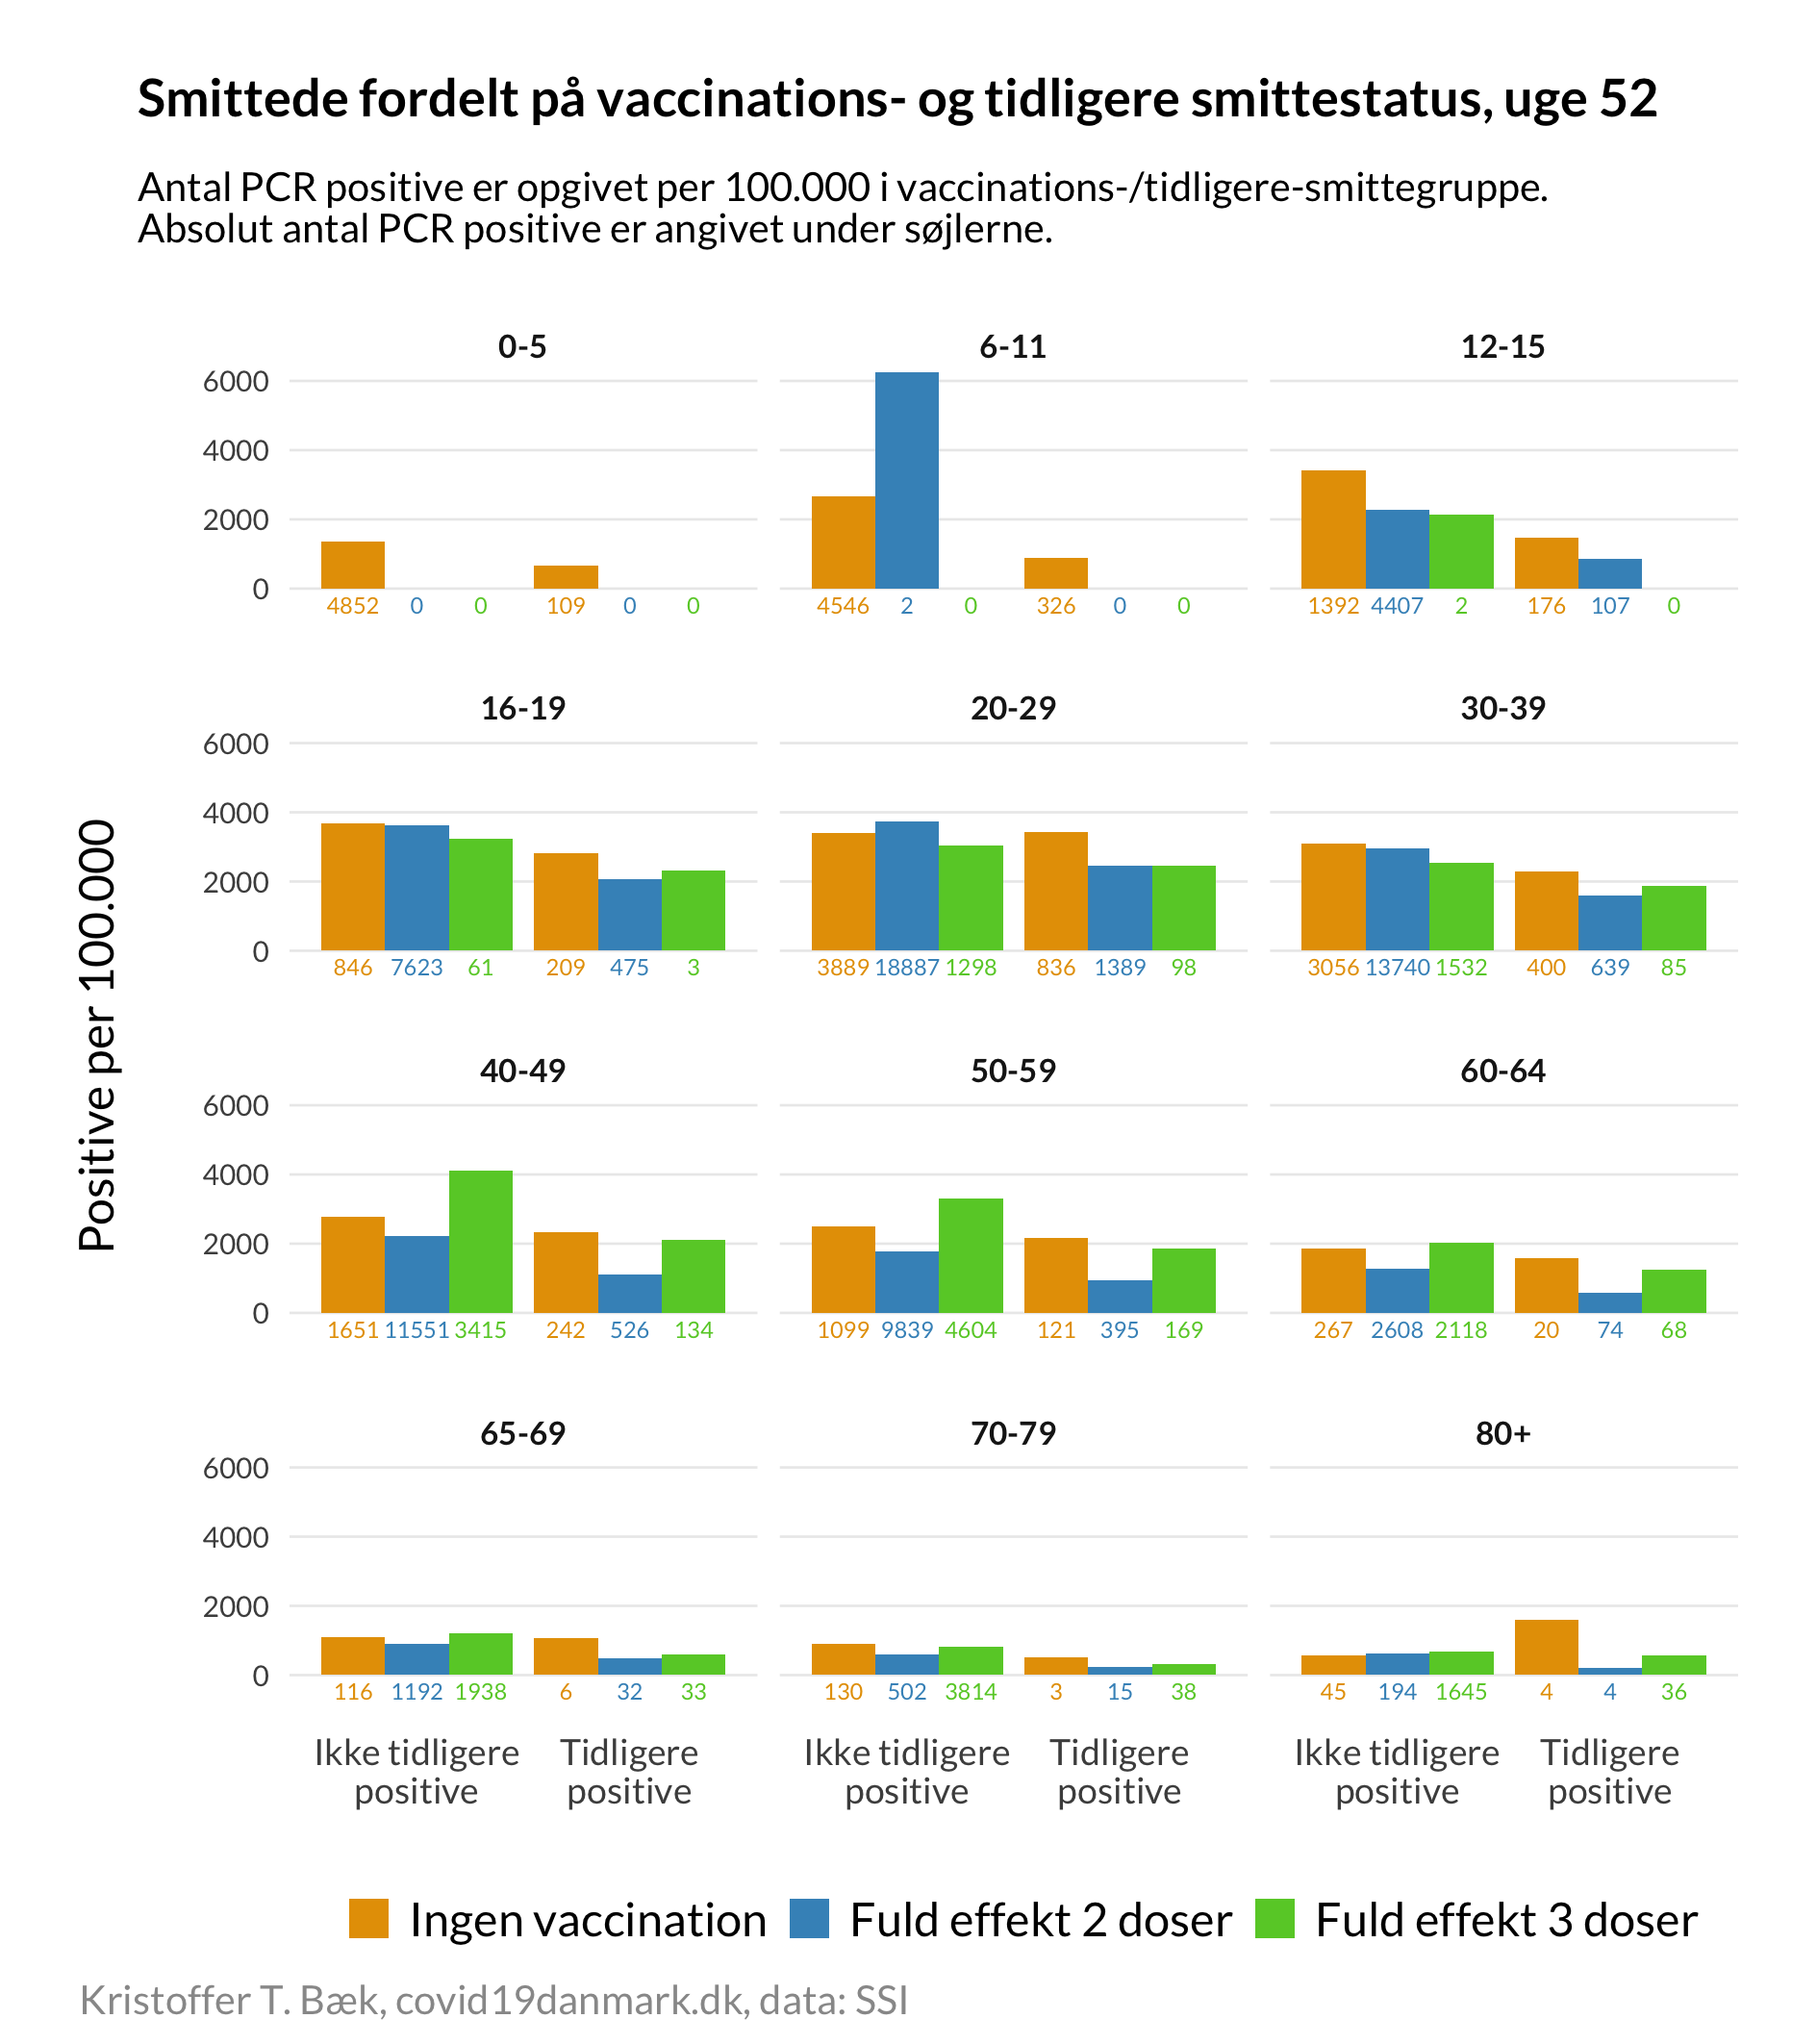 Smittede fordelt på vaccinations- og tidligere smittestatus, uge 52
Antal PCR positive er opgivet per 100.000 i vaccinations-/tidligere-smittegruppe.
Absolut antal PCR positive er angivet under søjlerne.
0-5 6-11 12-15
6000
4000
2000
0
4852 0 0 109 0 0 4546 2 0 326 0 0 1392 4407 2 176 107 0
16-19 20-29 30-39
6000
4000
2000
0
846 7623 61 209 475 3 3889 18887 1298 836 1389 98 3056 13740 1532 400 639 85
Positive per 100.000
40-49 50-59 60-64
6000
4000
2000
0
1651 11551 3415 242 526 134 1099 9839 4604 121 395 169 267 2608 2118 20 74 68
65-69 70-79 80+
6000
4000
2000
0
116 1192 1938 6 32 33 130 502 3814 3 15 38 45 194 1645 4 4 36
Ikke tidligere Tidligere Ikke tidligere Tidligere Ikke tidligere Tidligere
positive positive positive positive positive positive
Ingen vaccination Fuld effekt 2 doser Fuld effekt 3 doser
Kristoffer T. Bæk, covid19danmark.dk, data: SSI